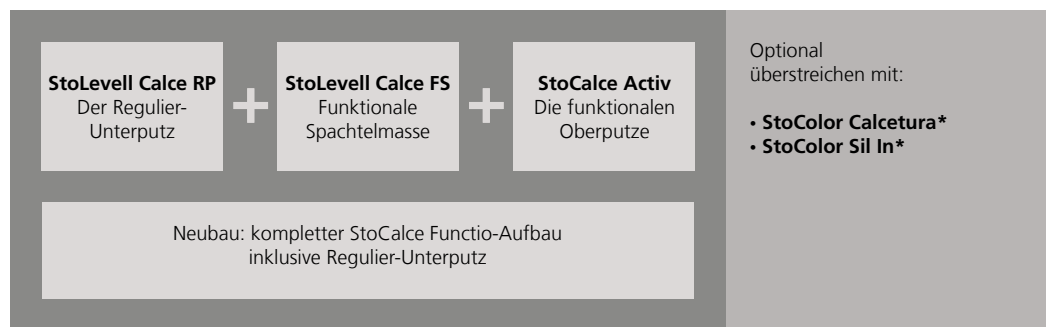 StoLevell Calce RP
Der Regulier-
Unterputz
+
StoLevell Calce FS
Funktionale
Spachtelmasse
+
StoCalce Activ
Die funktionalen
Oberputze
Neubau: kompletter StoCalce Functio-Aufbau
inklusive Regulier-Unterputz
Optional
überstreichen mit:
• StoColor Calcetura*
• StoColor Sil In*